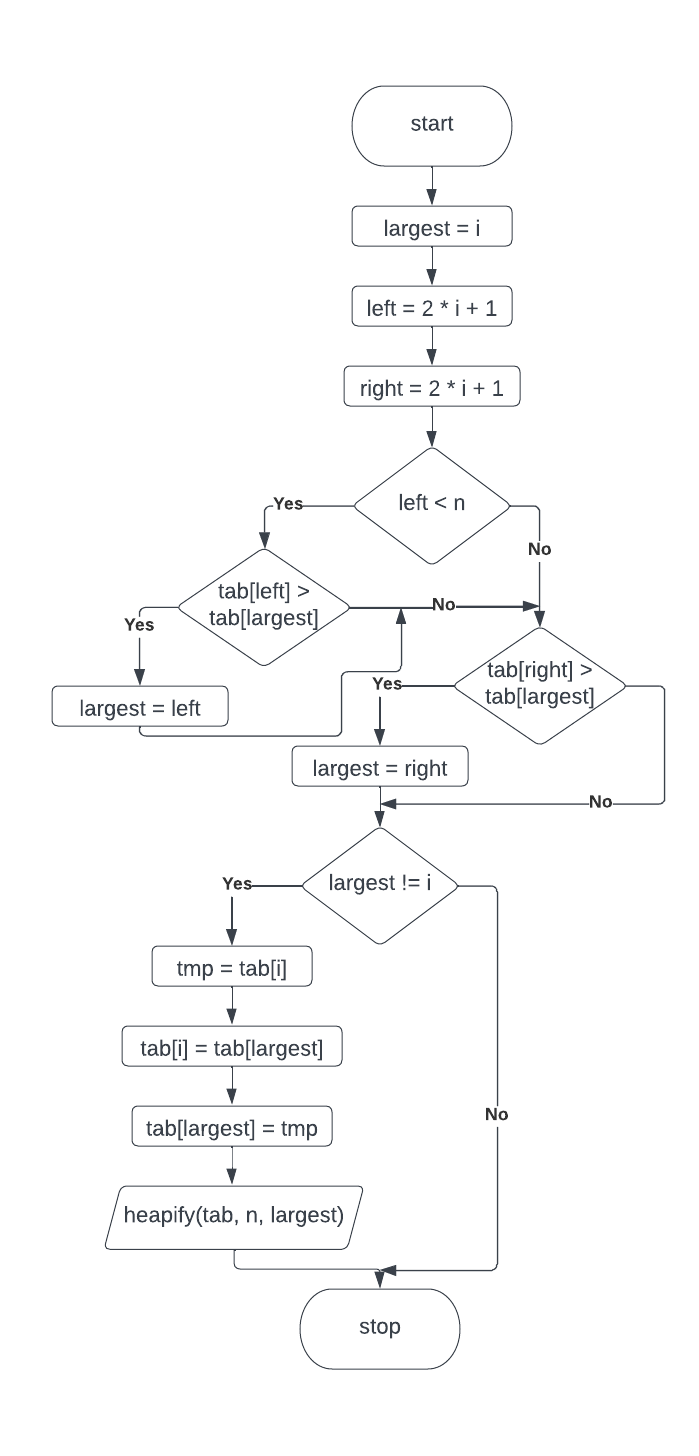 start
largest = i
left = 2 * i + 1
right = 2 * i + 1
left < n
Yes
No
tab[left] >
tab[largest]
Yes
No
largest = left
tab[right] >
tab[largest]
Yes
No
largest = right
largest != i
Yes
No
tmp = tab[i]
tab[i] = tab[largest]
tab[largest] = tmp
heapify(tab, n, largest)
stop